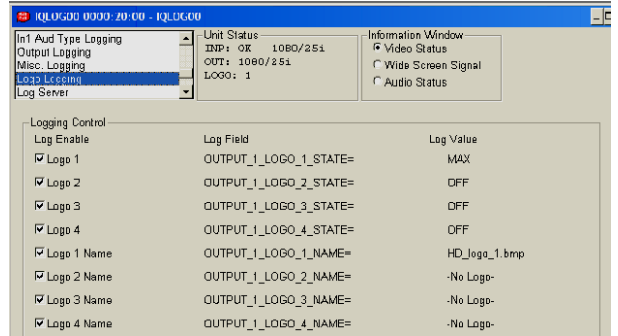 IQLOGO0 0000:20:00 - IQLOGO0
In1 Aud Type Logging
Output Logging
Misc. Logging
Logo Logging
Log Server
Unit Status
INP: OK 1080/25i
OUT: 1080/25i
LOGO: 1
Information Window
Video Status
Wide Screen Signal
Audio Status
Logging Control
Log Enable Log Field Log Value
Logo 1 OUTPUT_1_LOGO_1_STATE= MAX
Logo 2 OUTPUT_1_LOGO_2_STATE= OFF
Logo 3 OUTPUT_1_LOGO_3_STATE= OFF
Logo 4 OUTPUT_1_LOGO_4_STATE= OFF
Logo 1 Name OUTPUT_1_LOGO_1_NAME= HD_logo_1.bmp
Logo 2 Name OUTPUT_1_LOGO_2_NAME= -No Logo-
Logo 3 Name OUTPUT_1_LOGO_3_NAME= -No Logo-
Logo 4 Name OUTPUT_1_LOGO_4_NAME= -No Logo-